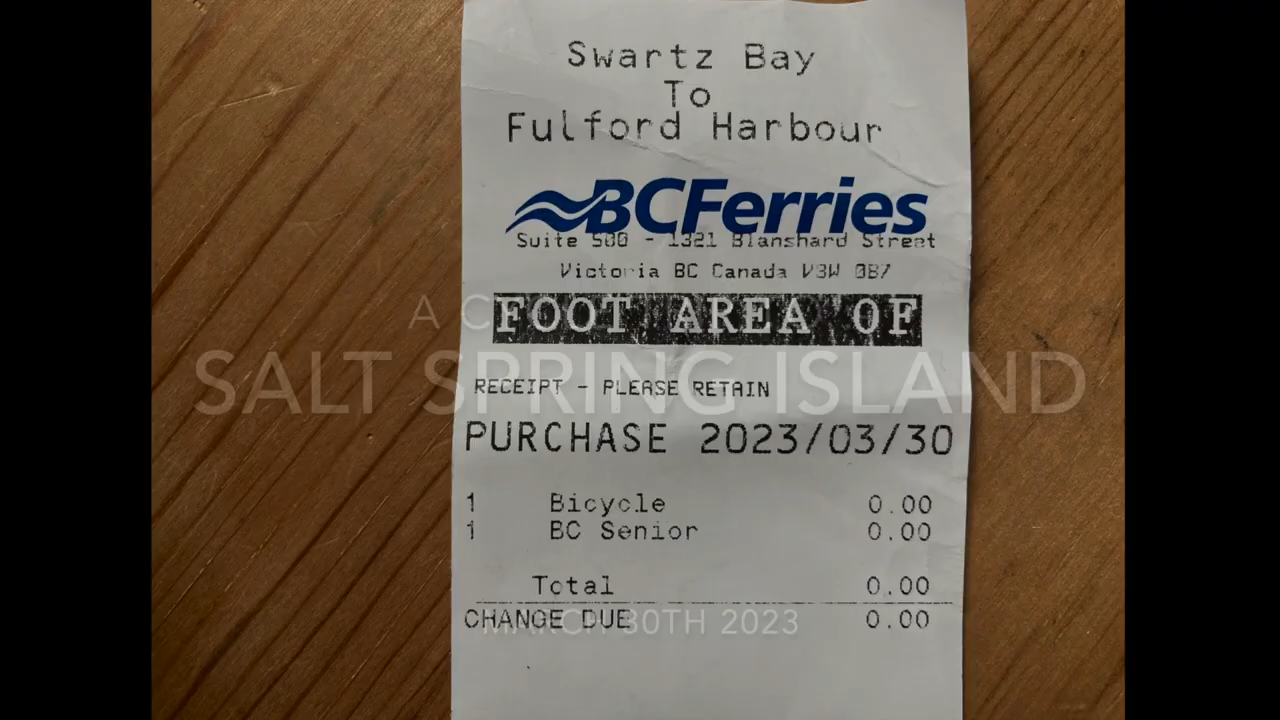 Swartz Bay
To
Fulford Harbour
BCFerries
Suite 500 - 1321 Blanshard Street
Victoria BC Canada V3W 0B7
A
FOOT AREA OF
SALT SPRING ISLAND
RECEIPT - PLEASE RETAIN
PURCHASE 2023/03/30
1 Bicycle 0.00
1 BC Senior 0.00
Total 0.00
CHANGE DUE 0.00
MARCH 30TH 2023